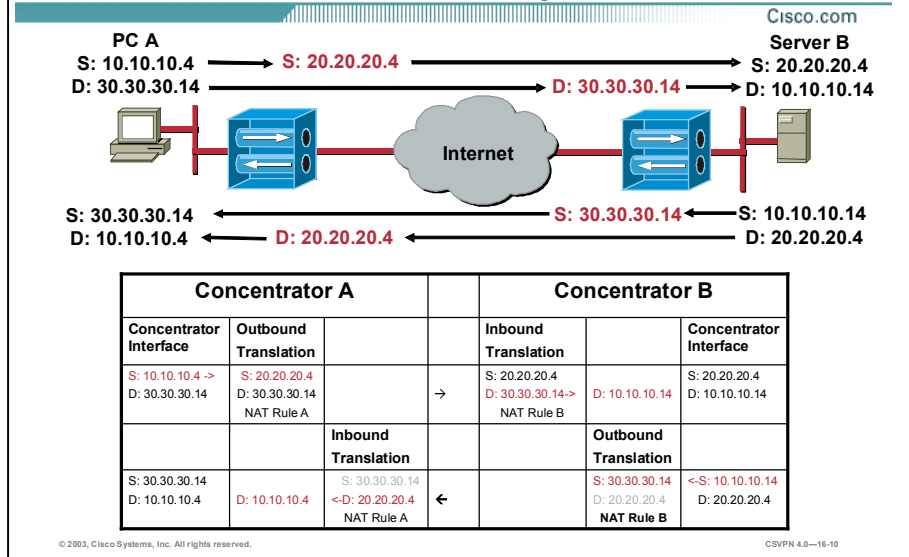 Cisco.com
PC A
S: 10.10.10.4
S: 20.20.20.4
Server B
S: 20.20.20.4
D: 30.30.30.14
D: 30.30.30.14
D: 10.10.10.14
Internet
S: 30.30.30.14
S: 30.30.30.14
S: 10.10.10.14
D: 10.10.10.4
D: 20.20.20.4
D: 20.20.20.4
Concentrator A
Concentrator B
Concentrator Interface
Outbound Translation
Inbound Translation
Concentrator Interface
S: 10.10.10.4 ->
D: 30.30.30.14
S: 20.20.20.4
D: 30.30.30.14
NAT Rule A
→
S: 20.20.20.4
D: 30.30.30.14->
NAT Rule B
D: 10.10.10.14
S: 20.20.20.4
D: 10.10.10.14
Inbound Translation
Outbound Translation
S: 30.30.30.14
D: 10.10.10.4
D: 10.10.10.4
S: 30.30.30.14
<-D: 20.20.20.4
NAT Rule A
←
S: 30.30.30.14
D: 20.20.20.4
NAT Rule B
<-S: 10.10.10.14
D: 20.20.20.4
© 2003, Cisco Systems, Inc. All rights reserved.
CSVPN 4.0—16-10